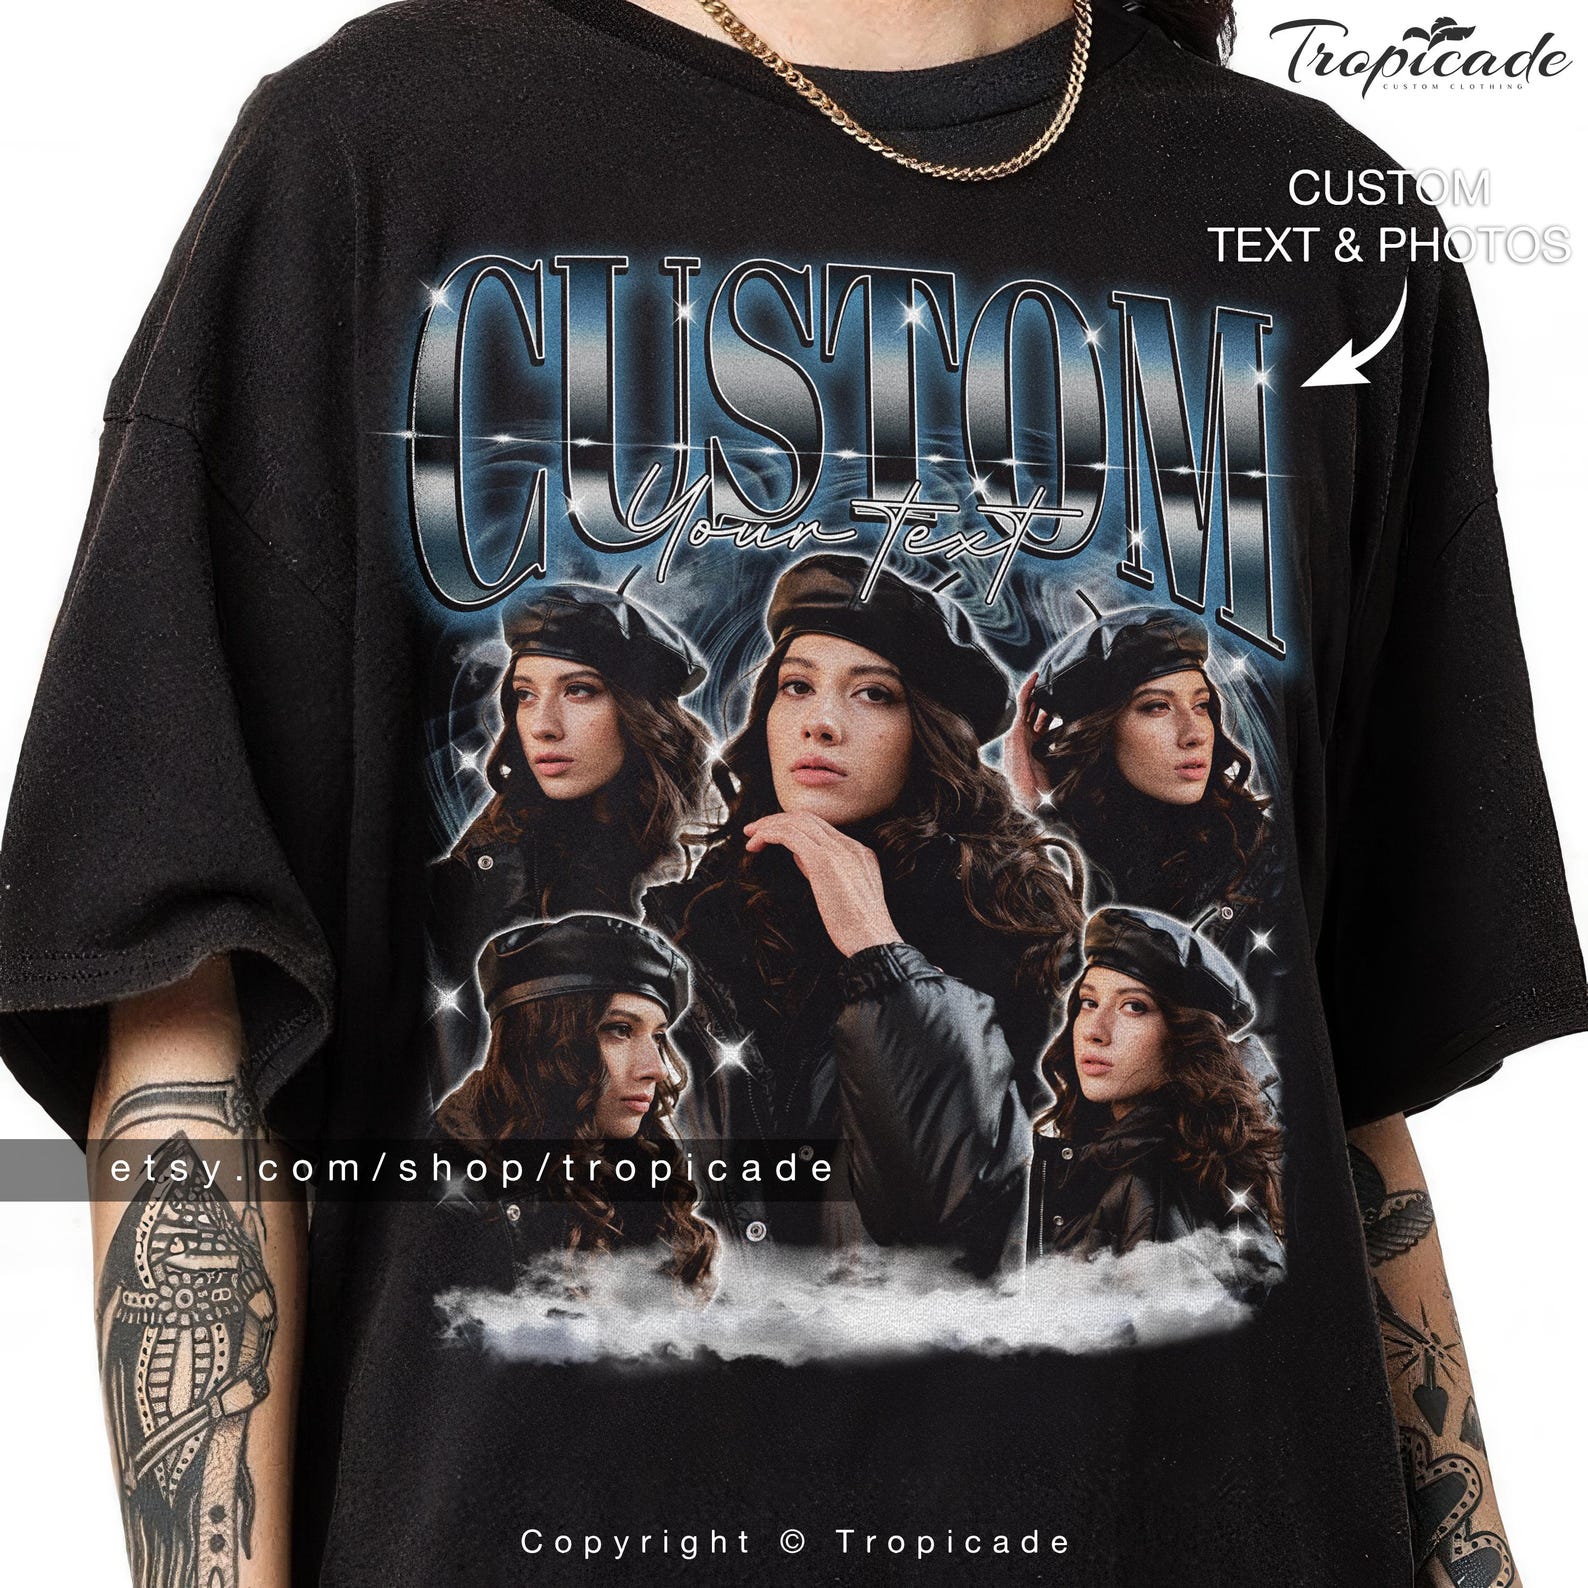 Tropicade
CUSTOM CLOTHING
CUSTOM
TEXT & PHOTOS
CUSTOM
Your text
etsy.com/shop/tropicade
Copyright © Tropicade